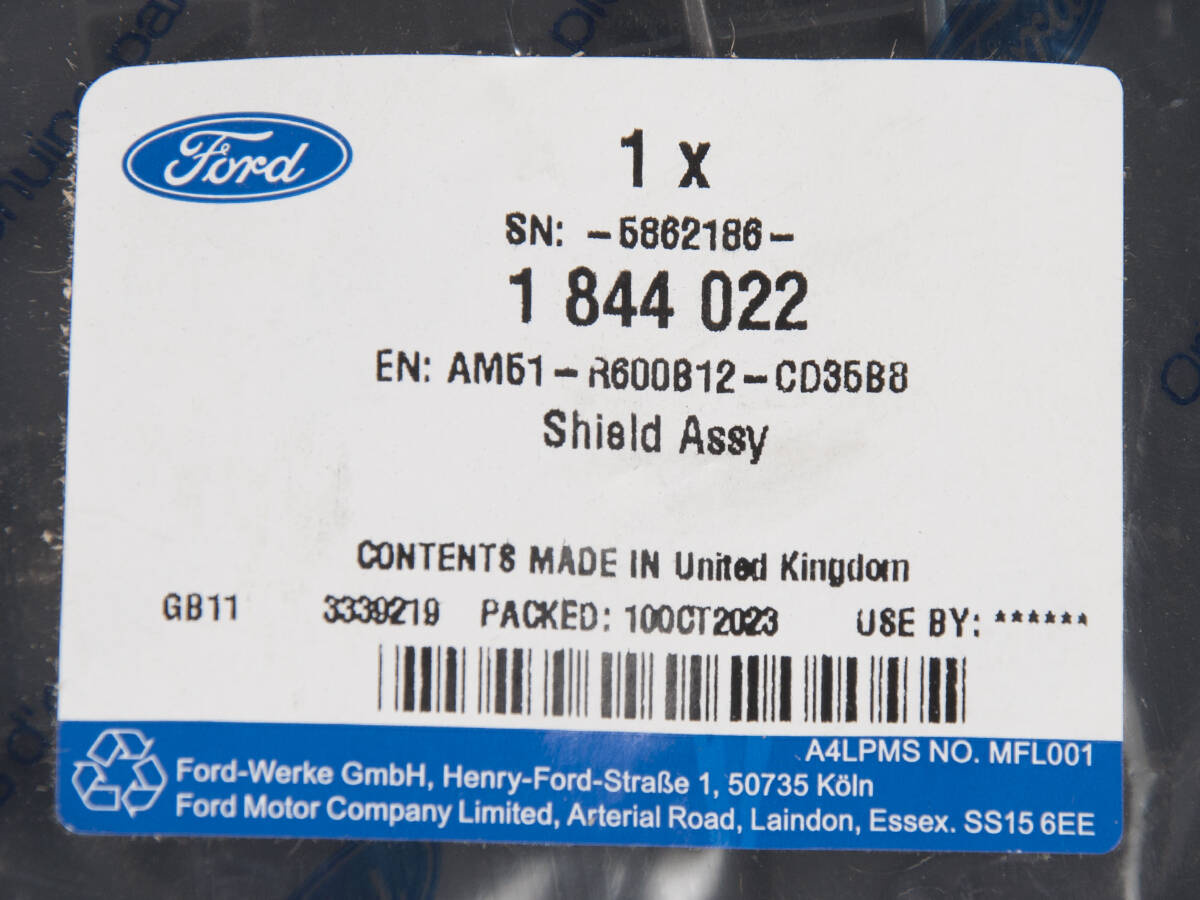 Ford
1 x
SN: -5862186-
1 844 022
EN: AM51-R600B12-CD35B8
Shield Assy
CONTENTS MADE IN United Kingdom
GB11 3339219 PACKED: 10OCT2023 USE BY: ******
A4LPMS NO. MFL001
Ford-Werke GmbH, Henry-Ford-Straße 1, 50735 Köln
Ford Motor Company Limited, Arterial Road, Laindon, Essex. SS15 6EE